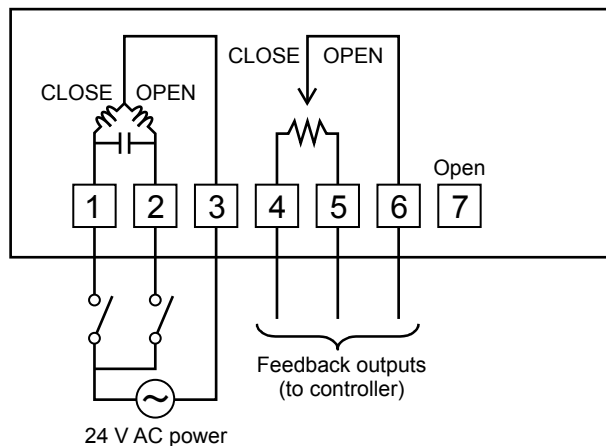 CLOSE OPEN
CLOSE OPEN
Open
1 2 3 4 5 6 7
Feedback outputs
(to controller)
24 V AC power